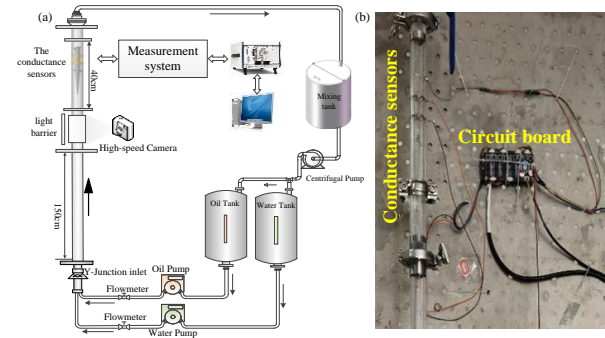 (a)
The
conductance
sensors
40cm
Measurement
system
Mixing
tank
light
barrier
High-speed Camera
Centrifugal Pump
150cm
Oil Tank
Water Tank
Y-Junction inlet
Oil Pump
Flowmeter
Flowmeter
Water Pump
(b)
Conductance sensors
Circuit board